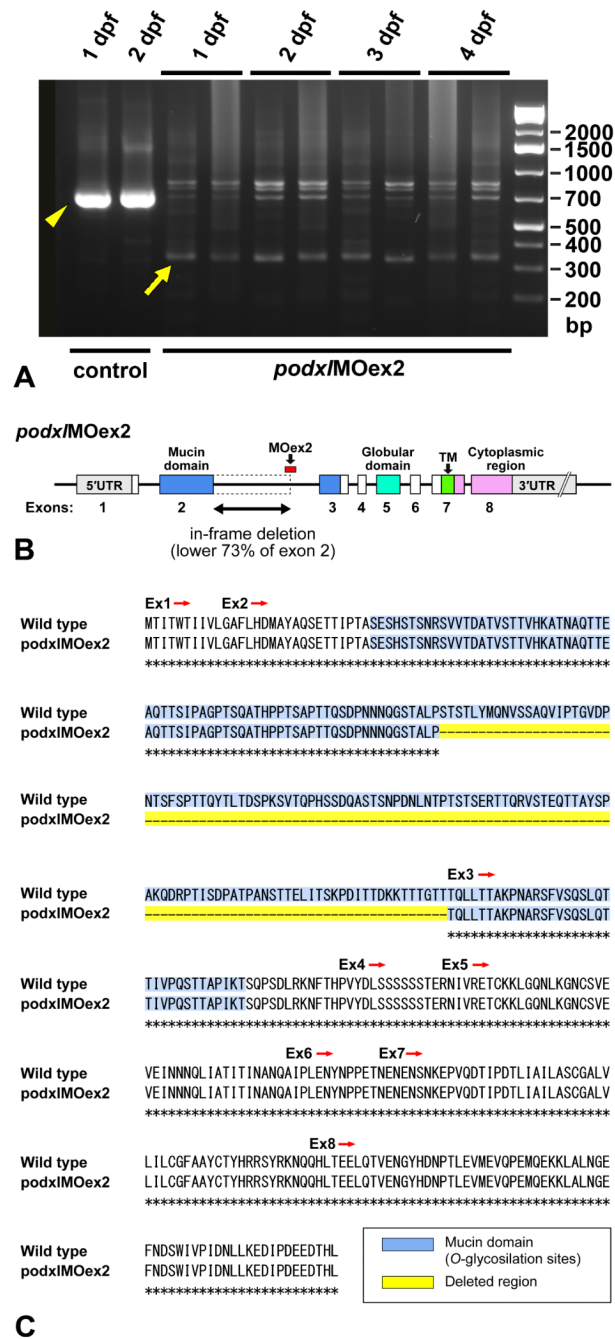 1 dpf 2 dpf 1 dpf 2 dpf 3 dpf 4 dpf
2000
1500
1000
700
500
400
300
200
bp
control podxlMOex2
A
podxlMOex2
Mucin domain MOex2 Globular domain TM Cytoplasmic region
5'UTR 3'UTR
Exons: 1 2 3 4 5 6 7 8
in-frame deletion
(lower 73% of exon 2)
B
Ex1 Ex2
Wild type MTITWTIIVLGAFLHDMAYAQSETTIPTASESHSTSNRSVVTDATVSTTVHKATNAQTTE
podxlMOex2 MTITWTIIVLGAFLHDMAYAQSETTIPTASESHSTSNRSVVTDATVSTTVHKATNAQTTE
************************************************************
Wild type AQTTSIPAGPTSQATHPPTSAPTTQSDPNNNQGSTALPSTSTLYMQNVSSAQVIPTGVDP
podxlMOex2 AQTTSIPAGPTSQATHPPTSAPTTQSDPNNNQGSTALP----------------------
**************************************
Wild type NTSFSPTTQYTLTDSPKSVTQPHSSDQASTSNPDNLNTPTSTSERTTQRVSTEQTTAYSP
podxlMOex2 ------------------------------------------------------------
Ex3
Wild type AKQDRPTISDPATPANSTTELITSKPDITTDKKTTTGTTTQLLTTAKPNARSFVSQSLQT
podxlMOex2 ---------------------------------------TQLLTTAKPNARSFVSQSLQT
*********************
Ex4 Ex5
Wild type TIVPQSTTAPIKTSQPSDLRKNFTHPVYDLSSSSSSTERNIVRETCKKLGQNLKGNCSVE
podxlMOex2 TIVPQSTTAPIKTSQPSDLRKNFTHPVYDLSSSSSSTERNIVRETCKKLGQNLKGNCSVE
************************************************************
Ex6 Ex7
Wild type VEINNNQLIATITINANQAIPLENYNPPETNENENSNKEPVQDTIPDTLIAILASCGALV
podxlMOex2 VEINNNQLIATITINANQAIPLENYNPPETNENENSNKEPVQDTIPDTLIAILASCGALV
************************************************************
Ex8
Wild type LILCGFAAYCTYHRRSYRKNQQHLTEELQTVENGYHDNPTLEVMEVQPEMQEKKLALNGE
podxlMOex2 LILCGFAAYCTYHRRSYRKNQQHLTEELQTVENGYHDNPTLEVMEVQPEMQEKKLALNGE
************************************************************
Wild type FNDSWIVPIDNLLKEDIPDEEDTHL
podxlMOex2 FNDSWIVPIDNLLKEDIPDEEDTHL
*************************
Mucin domain
(O-glycosilation sites)
Deleted region
C